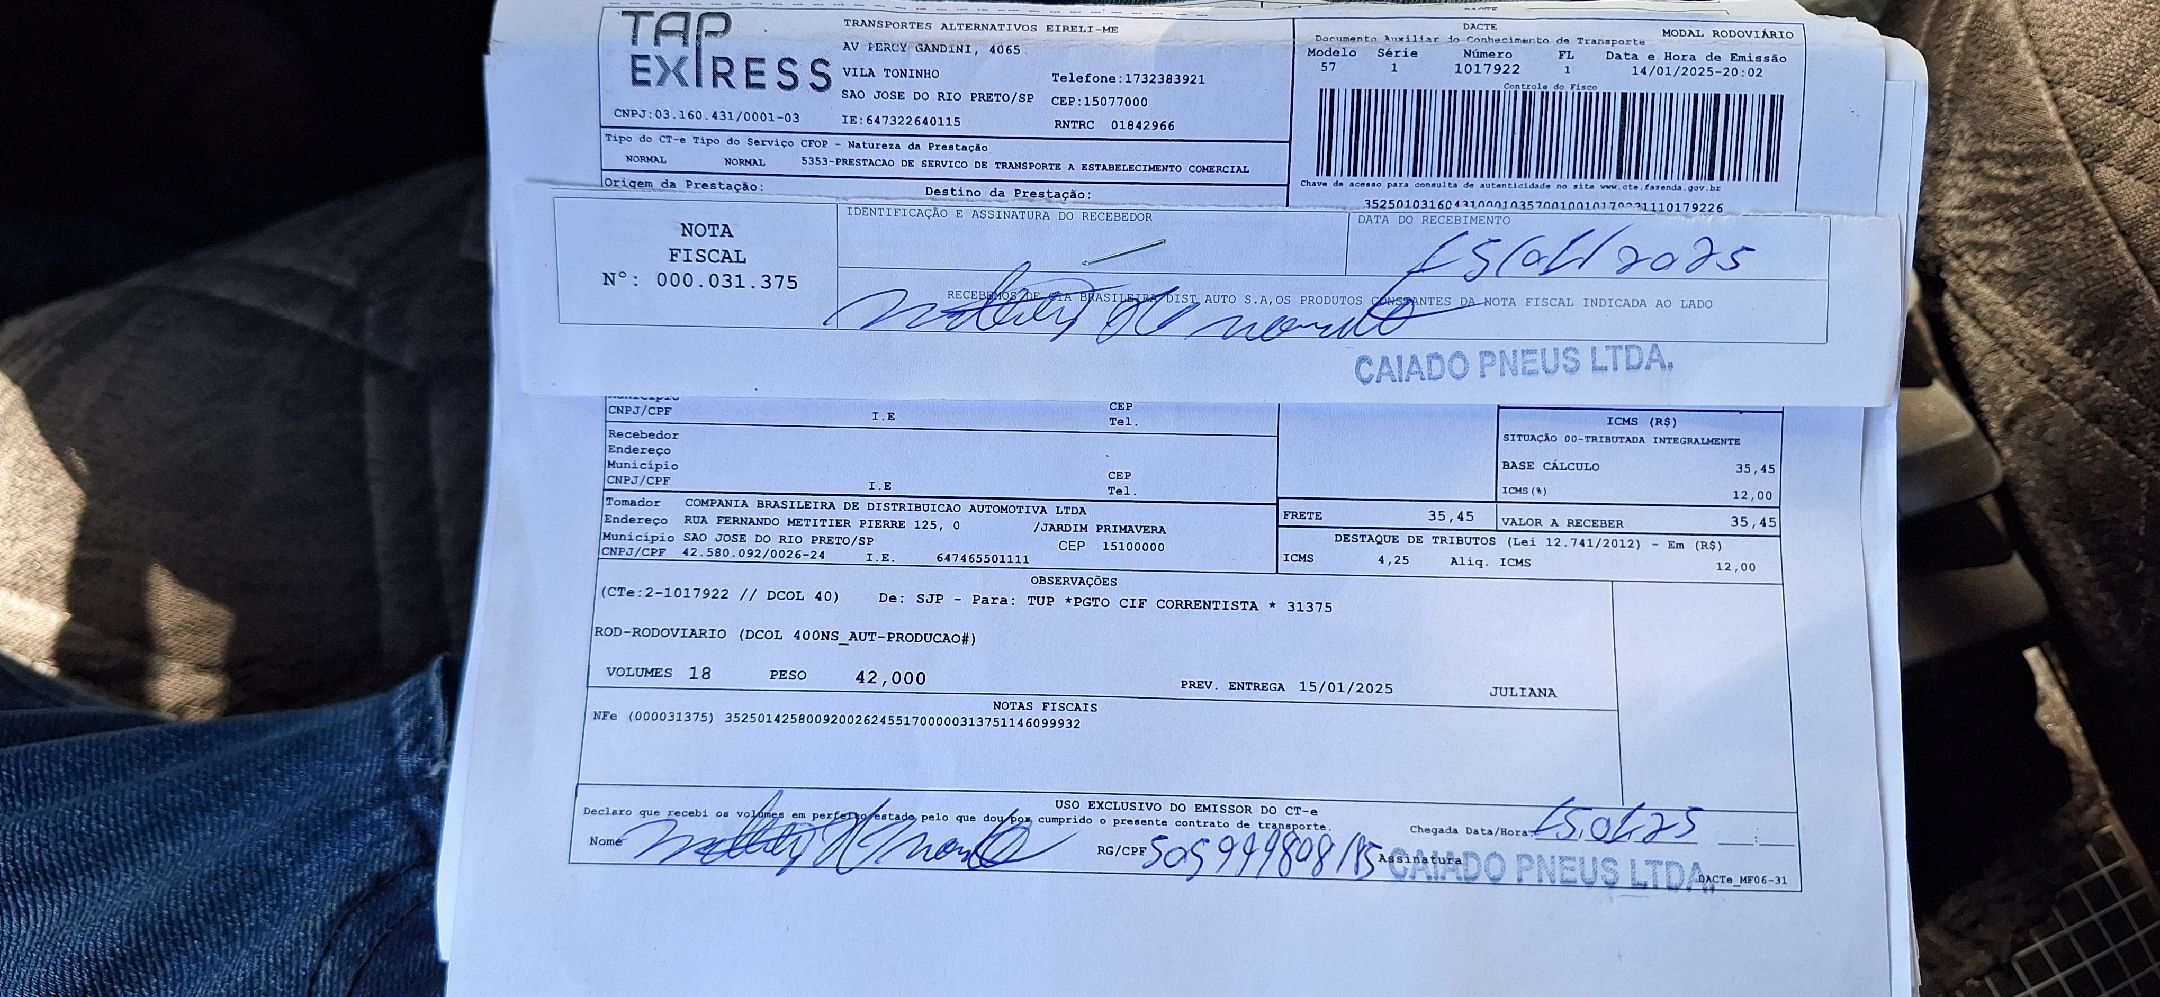 TAP EXPRESS
TRANSPORTES ALTERNATIVOS EIRELI-ME
AV PERCY GANDINI, 4065
VILA TONINHO Telefone:1732383921
SAO JOSE DO RIO PRETO/SP CEP:15077000
CNPJ:03.160.431/0001-03 IE:647322640115 RNTRC 01842966
DACTE
Documento Auxiliar do Conhecimento de Transporte MODAL RODOVIÁRIO
Modelo Série Número FL Data e Hora de Emissão
57 1 1017922 1 14/01/2025-20:02
Controle do Fisco
Tipo do CT-e Tipo do Serviço CFOP - Natureza da Prestação
NORMAL NORMAL 5353-PRESTACAO DE SERVICO DE TRANSPORTE A ESTABELECIMENTO COMERCIAL
Origem da Prestação: Destino da Prestação:
Chave de acesso para consulta de autenticidade no site www.cte.fazenda.gov.br
NOTA
FISCAL
N°: 000.031.375
IDENTIFICAÇÃO E ASSINATURA DO RECEBEDOR
DATA DO RECEBIMENTO
15/01/2025
RECEBEMOS DE CIA BRASILEIRA DIST AUTO S.A,OS PRODUTOS CONSTANTES DA NOTA FISCAL INDICADA AO LADO
CAIADO PNEUS LTDA.
Município CEP
CNPJ/CPF I.E Tel.
Recebedor
Endereço
Município CEP
CNPJ/CPF I.E Tel.
ICMS (R$)
SITUAÇÃO 00-TRIBUTADA INTEGRALMENTE
BASE CÁLCULO 35,45
ICMS(%) 12,00
Tomador COMPANIA BRASILEIRA DE DISTRIBUICAO AUTOMOTIVA LTDA
Endereço RUA FERNANDO METITIER PIERRE 125, 0 /JARDIM PRIMAVERA
Município SAO JOSE DO RIO PRETO/SP CEP 15100000
CNPJ/CPF 42.580.092/0026-24 I.E. 647465501111
FRETE 35,45 VALOR A RECEBER 35,45
DESTAQUE DE TRIBUTOS (Lei 12.741/2012) - Em (R$)
ICMS 4,25 Aliq. ICMS 12,00
OBSERVAÇÕES
(CTe:2-1017922 // DCOL 40) De: SJP - Para: TUP *PGTO CIF CORRENTISTA * 31375
ROD-RODOVIARIO (DCOL 400NS_AUT-PRODUCAO#)
VOLUMES 18 PESO 42,000 PREV. ENTREGA 15/01/2025 JULIANA
NOTAS FISCAIS
NFe (000031375) 35250142580092002624551700000313751146099932
USO EXCLUSIVO DO EMISSOR DO CT-e
Declaro que recebi os volumes em perfeito estado pelo que dou por cumprido o presente contrato de transporte.
Chegada Data/Hora: 15,01,25 __:__
Nome RG/CPF Assinatura
CAIADO PNEUS LTDA.
DACTe_MF06-31